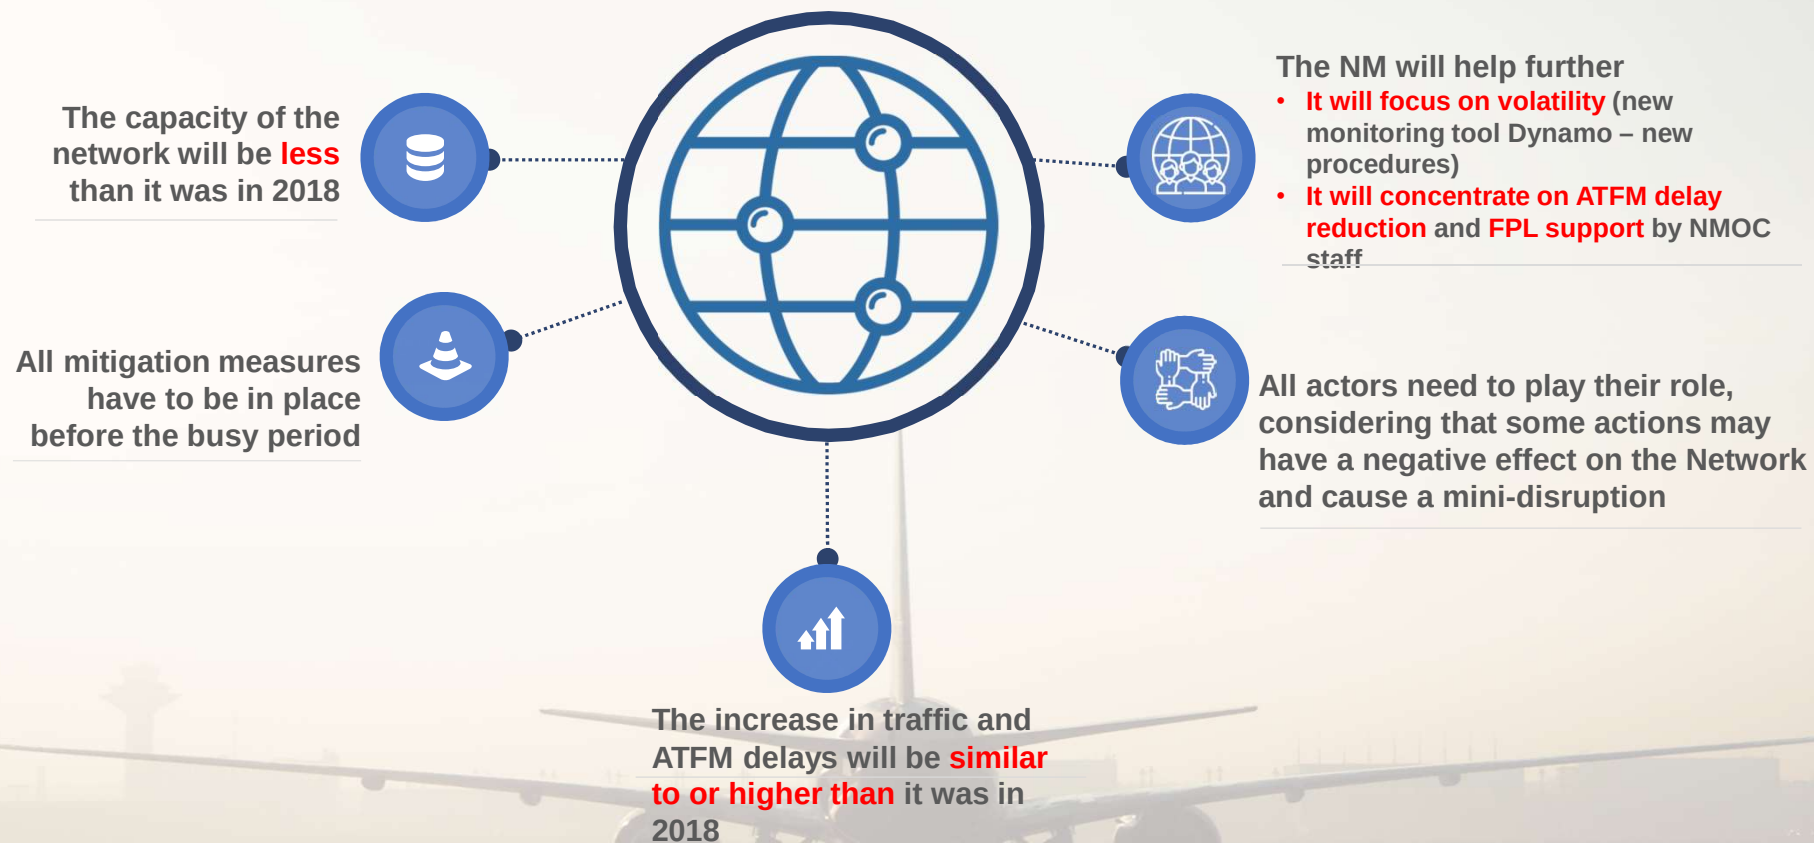 The capacity of the
network will be less
than it was in 2018
All mitigation measures
have to be in place
before the busy period
The NM will help further
• It will focus on volatility (new
monitoring tool Dynamo – new
procedures)
• It will concentrate on ATFM delay
reduction and FPL support by NMOC
staff
All actors need to play their role,
considering that some actions may
have a negative effect on the Network
and cause a mini-disruption
The increase in traffic and
ATFM delays will be similar
to or higher than it was in
2018